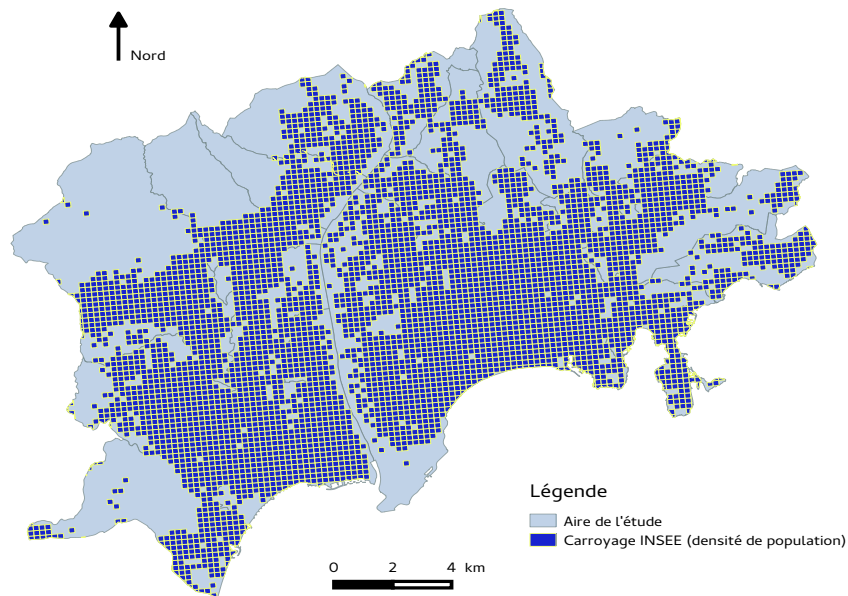 Nord
Légende
Aire de l'étude
Carroyage INSEE (densité de population)
0 2 4 km